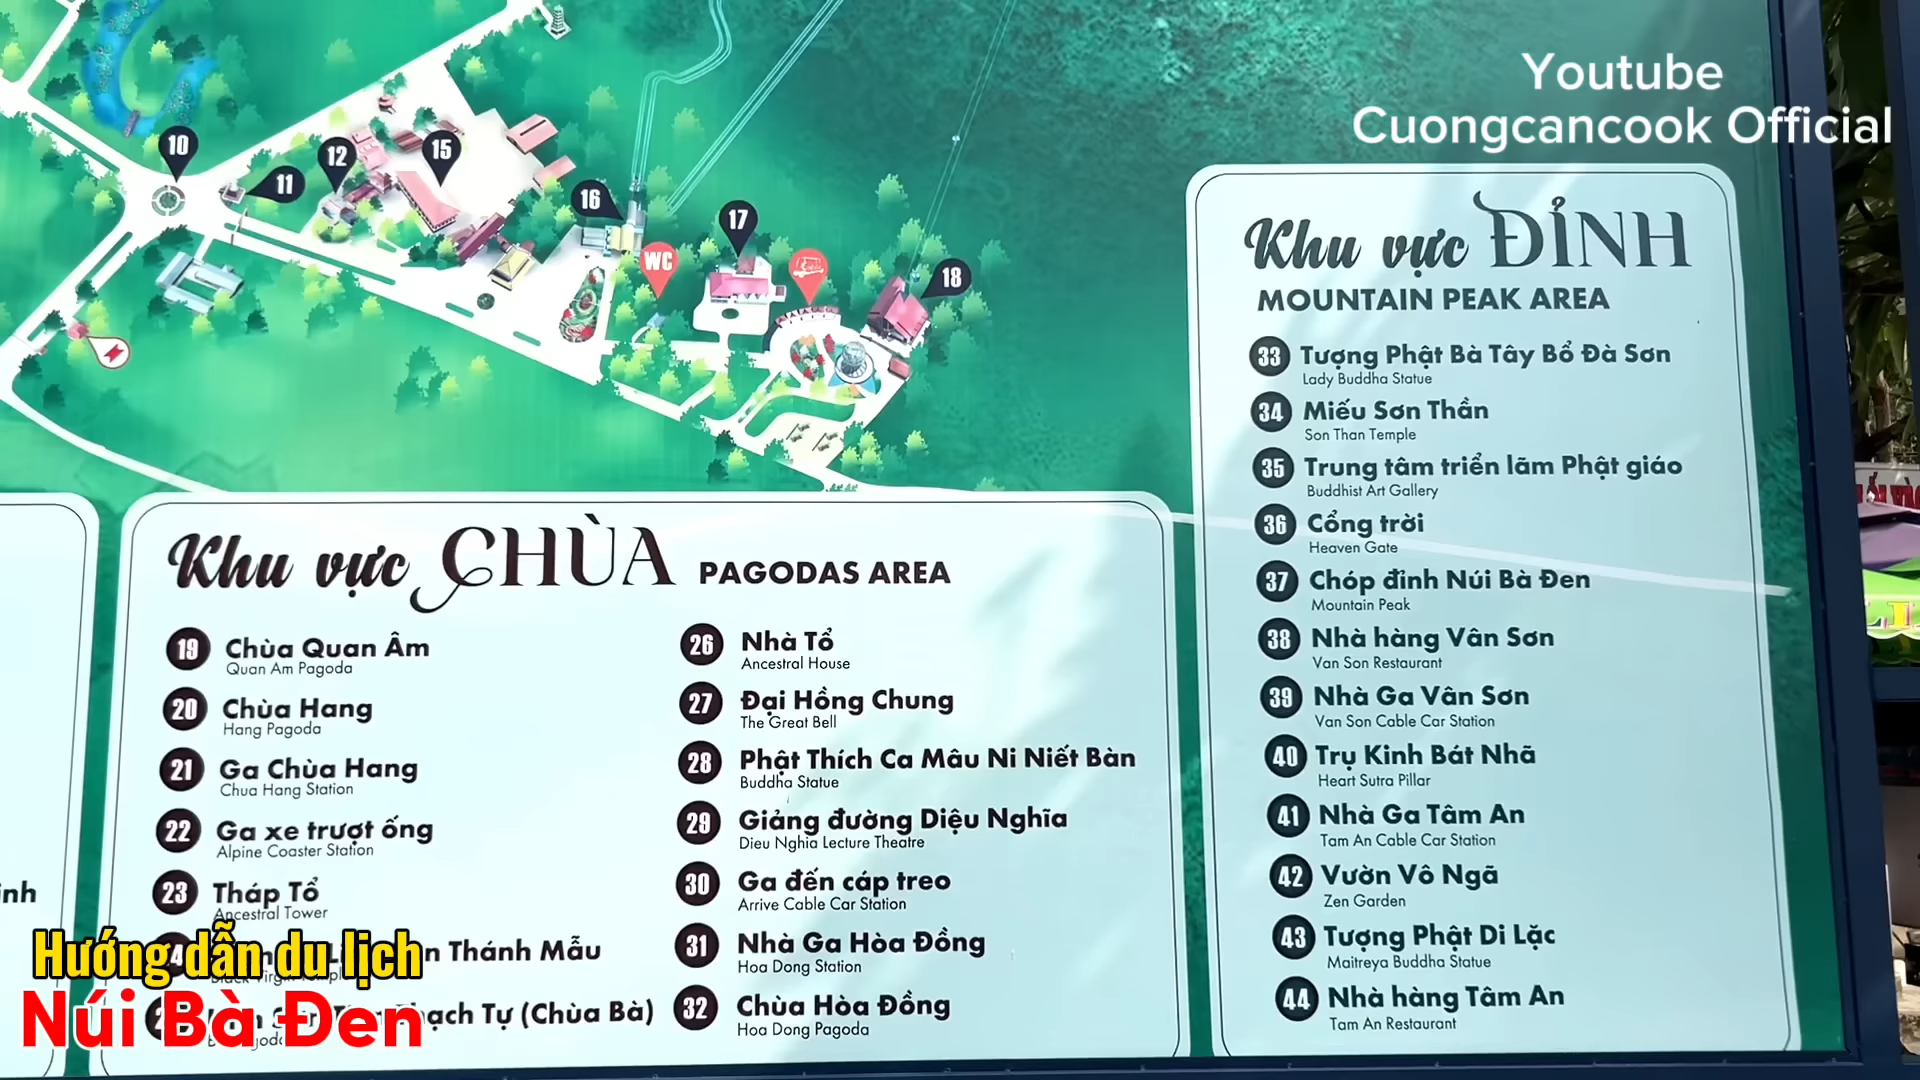 Youtube
Cuongcancook Official
10
11
12
15
16
WC
17
18
Khu vực ĐỈNH
MOUNTAIN PEAK AREA
33 Tượng Phật Bà Tây Bổ Đà Sơn
Lady Buddha Statue
34 Miếu Sơn Thần
Son Than Temple
35 Trung tâm triển lãm Phật giáo
Buddhist Art Gallery
36 Cổng trời
Heaven Gate
37 Chóp đỉnh Núi Bà Đen
Mountain Peak
38 Nhà hàng Vân Sơn
Van Son Restaurant
39 Nhà Ga Vân Sơn
Van Son Cable Car Station
40 Trụ Kinh Bát Nhã
Heart Sutra Pillar
41 Nhà Ga Tâm An
Tam An Cable Car Station
42 Vườn Vô Ngã
Zen Garden
43 Tượng Phật Di Lặc
Maitreya Buddha Statue
44 Nhà hàng Tâm An
Tam An Restaurant
Khu vực CHÙA PAGODAS AREA
19 Chùa Quan Âm
Quan Am Pagoda
20 Chùa Hang
Hang Pagoda
21 Ga Chùa Hang
Chua Hang Station
22 Ga xe trượt ống
Alpine Coaster Station
23 Tháp Tổ
Ancestral Tower
Thánh Mẫu
Thạch Tự (Chùa Bà)
26 Nhà Tổ
Ancestral House
27 Đại Hồng Chung
The Great Bell
28 Phật Thích Ca Mâu Ni Niết Bàn
Buddha Statue
29 Giảng đường Diệu Nghĩa
Dieu Nghia Lecture Theatre
30 Ga đến cáp treo
Arrive Cable Car Station
31 Nhà Ga Hòa Đồng
Hoa Dong Station
32 Chùa Hòa Đồng
Hoa Dong Pagoda
Hướng dẫn du lịch
Núi Bà Đen